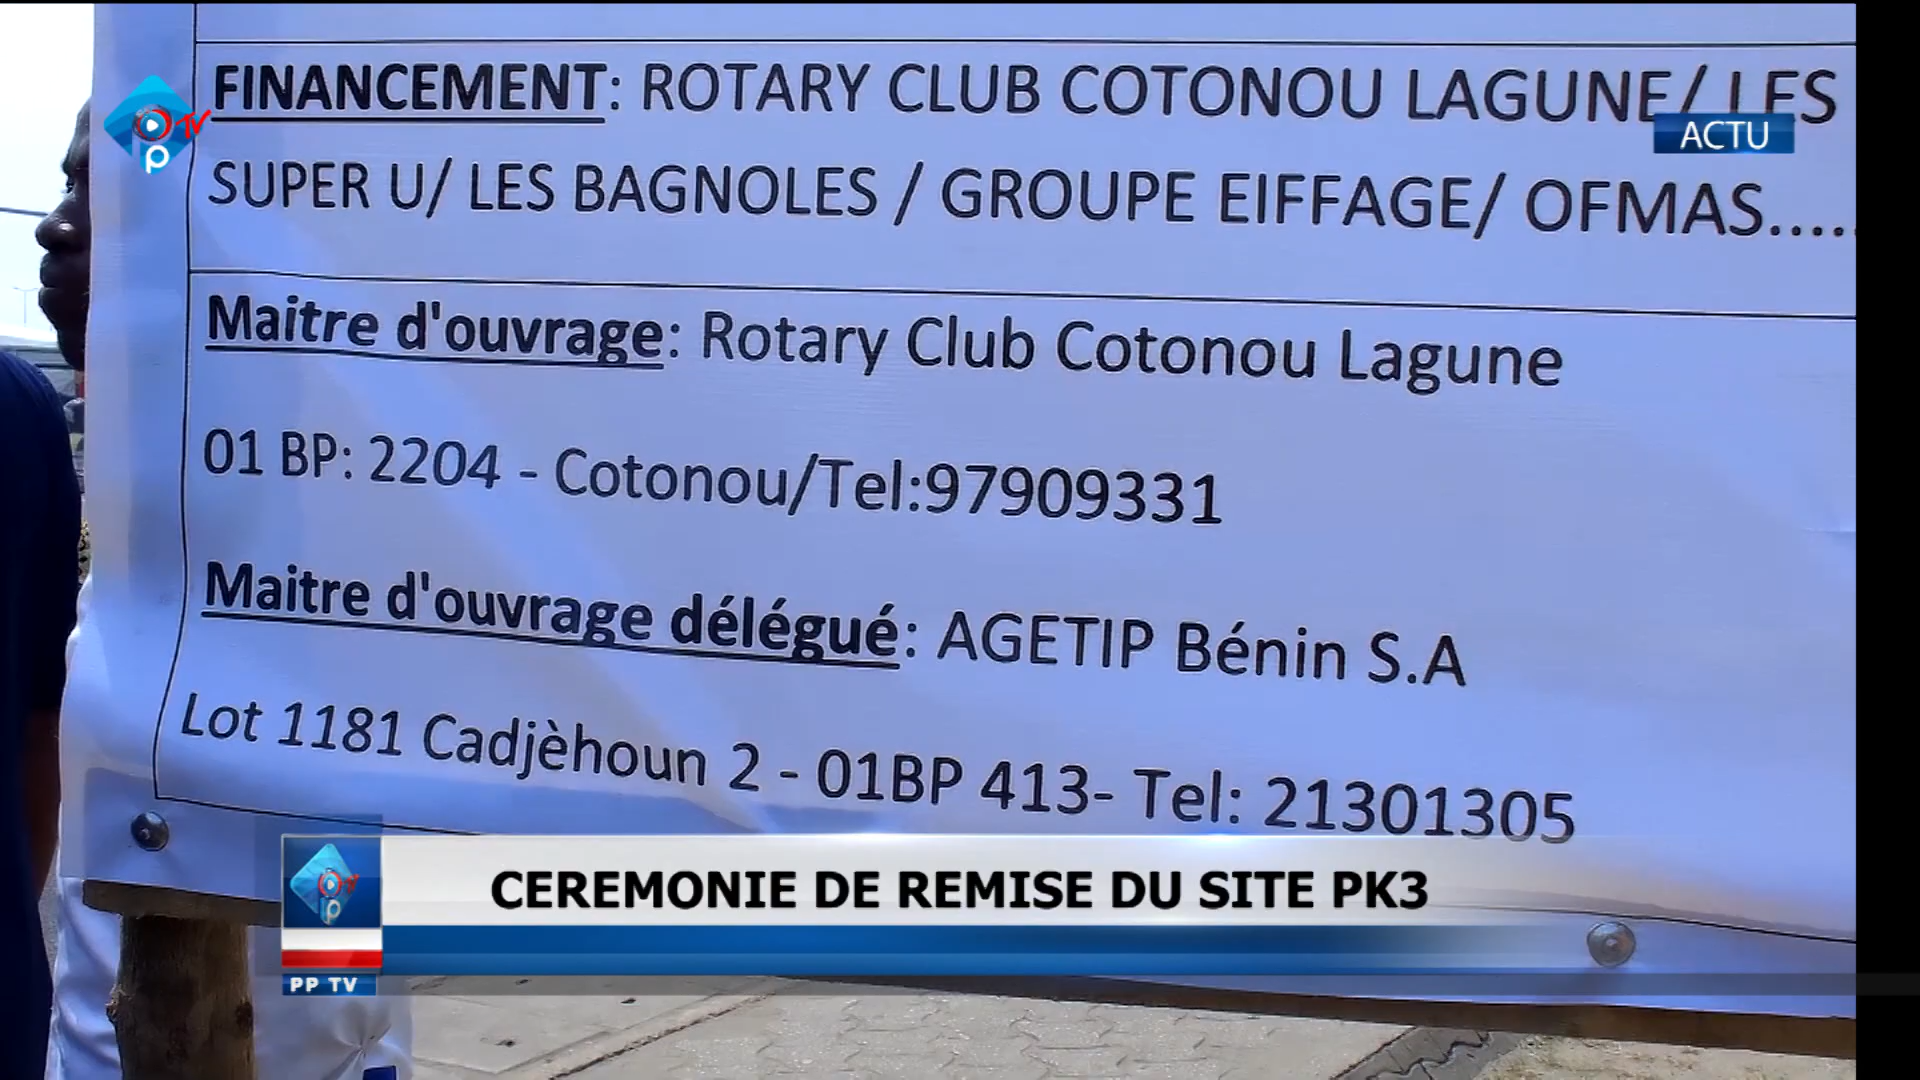 FINANCEMENT: ROTARY CLUB COTONOU LAGUNE/ LES
SUPER U/ LES BAGNOLES / GROUPE EIFFAGE/ OFMAS.....
Maitre d'ouvrage: Rotary Club Cotonou Lagune
01 BP: 2204 - Cotonou/Tel:97909331
Maitre d'ouvrage délégué: AGETIP Bénin S.A
Lot 1181 Cadjèhoun 2 - 01BP 413- Tel: 21301305
ACTU
P TV
p
CEREMONIE DE REMISE DU SITE PK3
PP TV